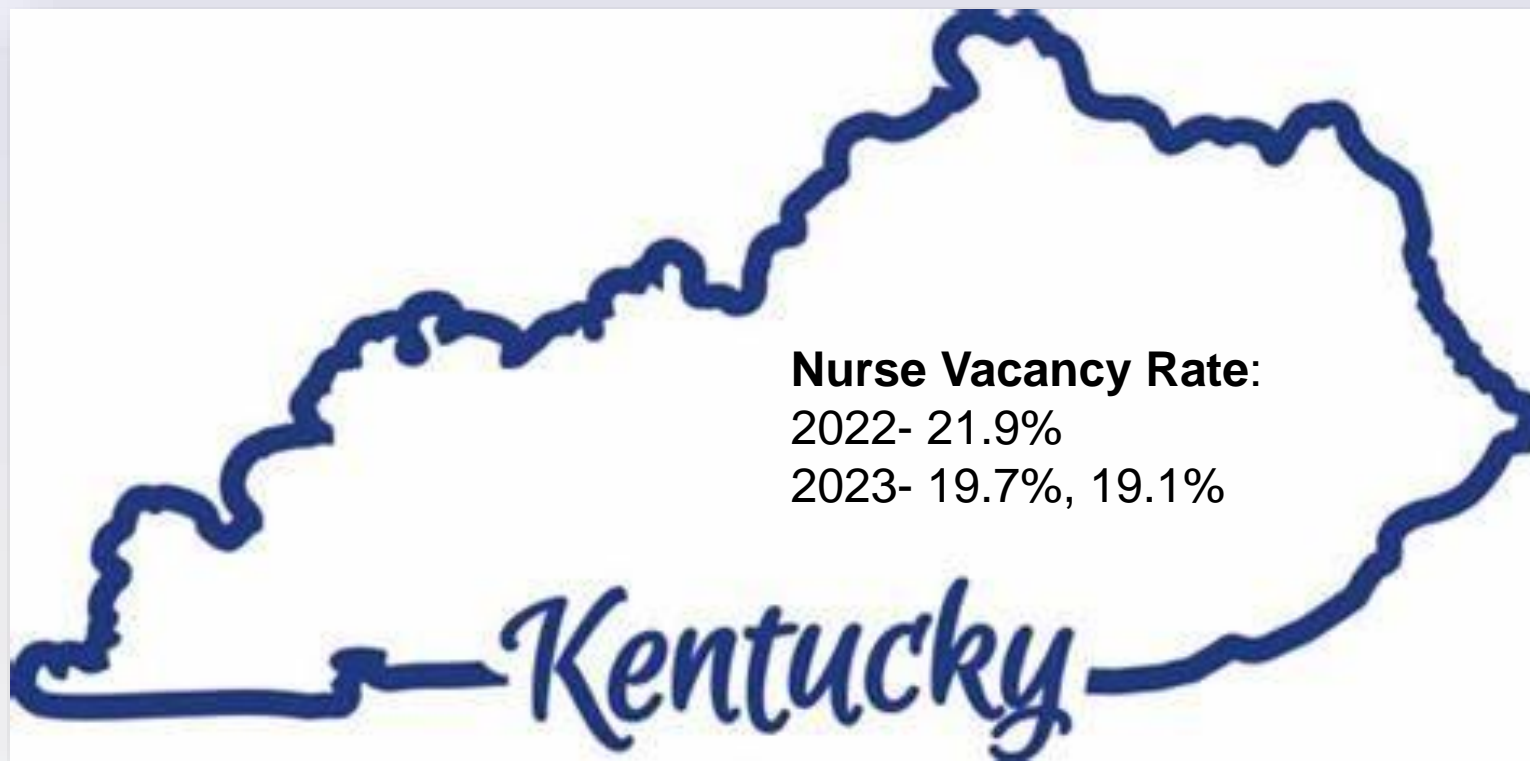 Nurse Vacancy Rate:
2022- 21.9%
2023- 19.7%, 19.1%
Kentucky